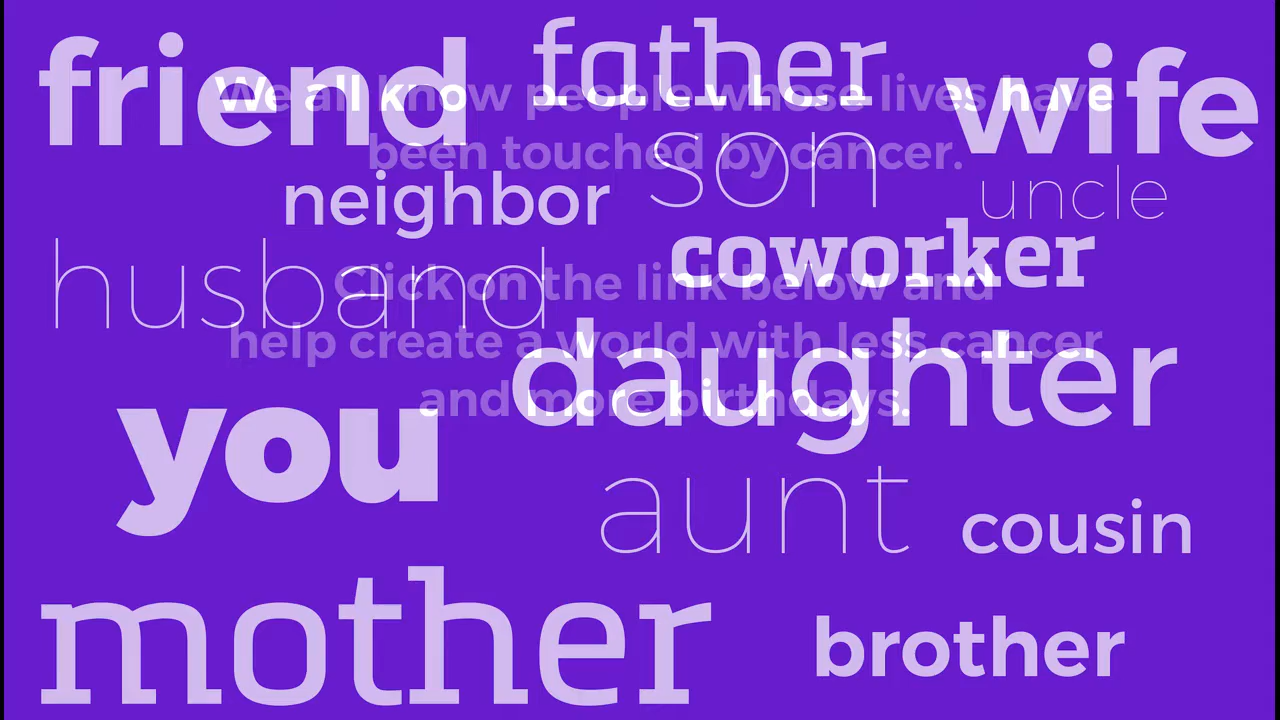 friend
father
wife
We all know people whose lives have
been touched by cancer.
son
neighbor
uncle
coworker
husband
Click on the link below and
help create a world with less cancer
daughter
and more birthdays.
you
aunt
cousin
mother
brother